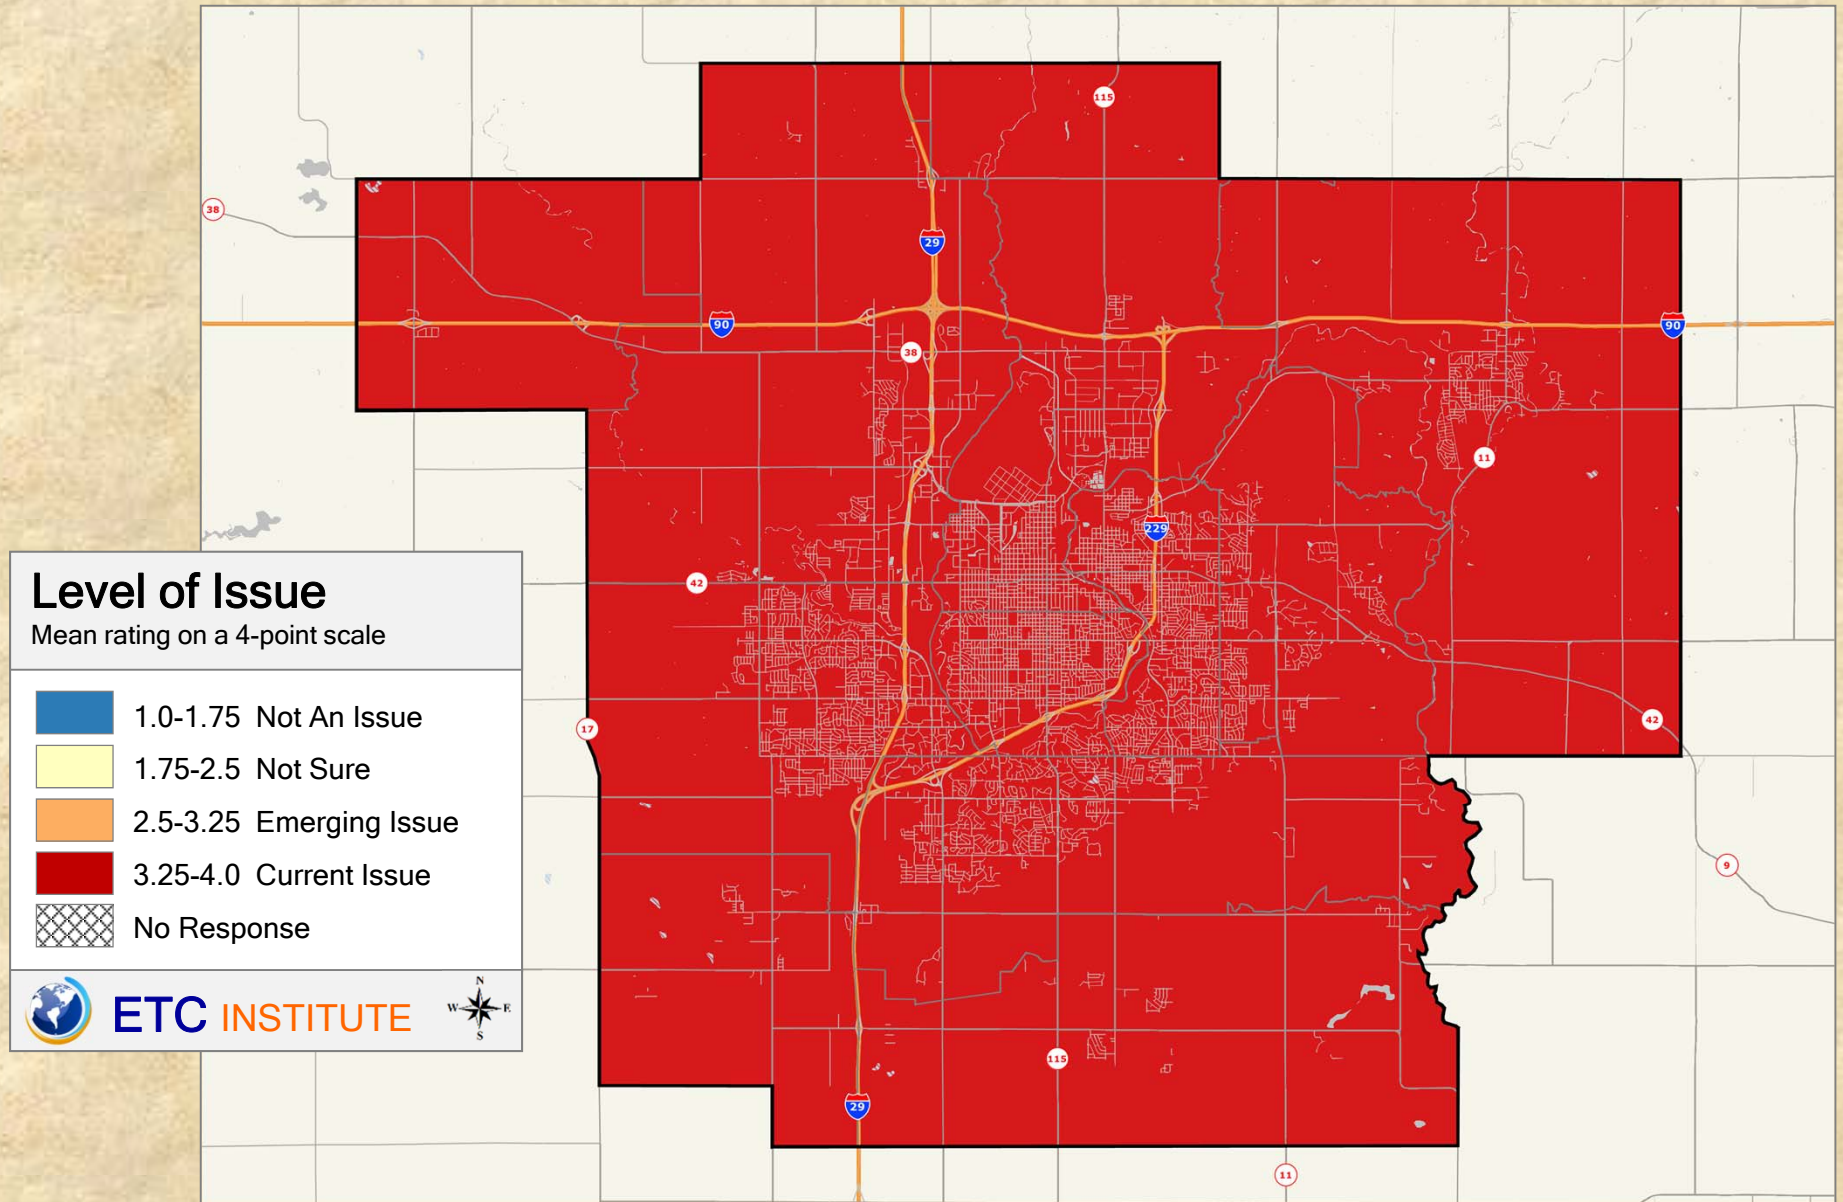 115
38
29
90
90
38
11
229
42
Level of Issue
Mean rating on a 4-point scale
1.0-1.75 Not An Issue
1.75-2.5 Not Sure
2.5-3.25 Emerging Issue
3.25-4.0 Current Issue
No Response
ETC INSTITUTE
N
W E
S
17
42
9
115
29
11